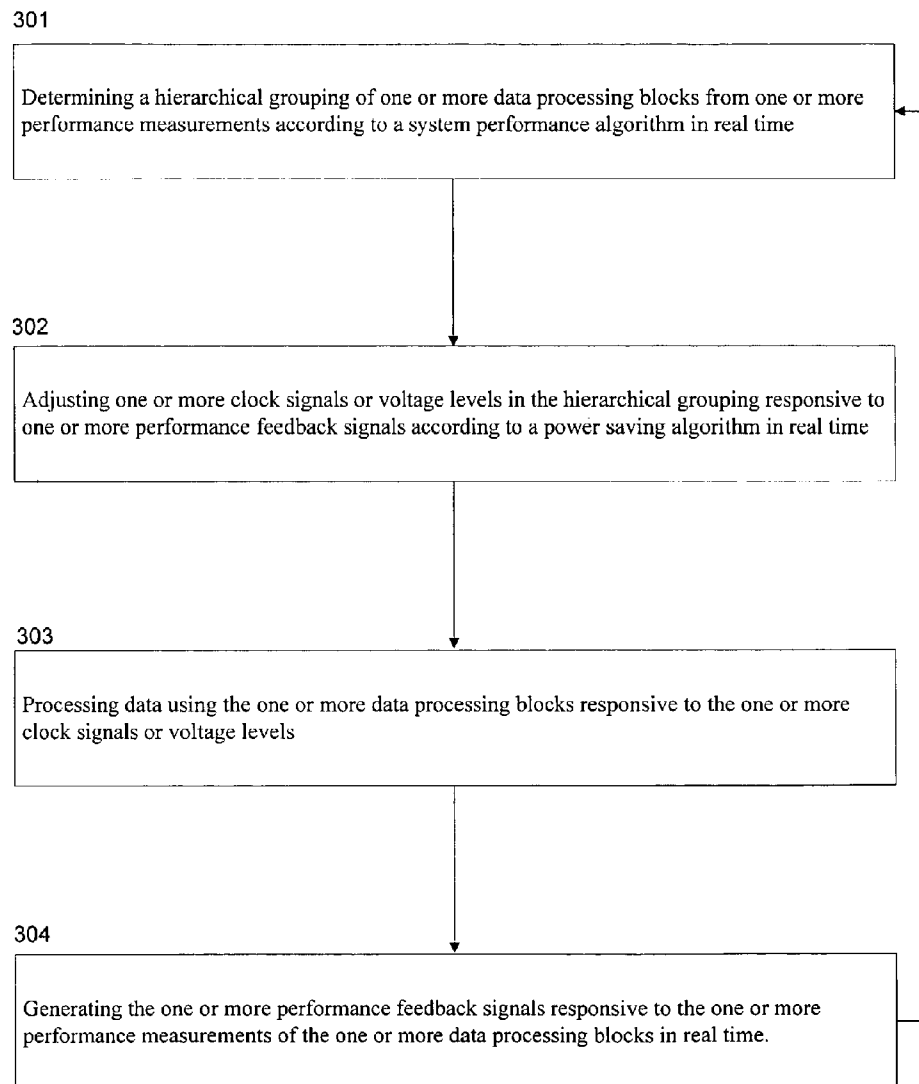 301
Determining a hierarchical grouping of one or more data processing blocks from one or more
performance measurements according to a system performance algorithm in real time
302
Adjusting one or more clock signals or voltage levels in the hierarchical grouping responsive to
one or more performance feedback signals according to a power saving algorithm in real time
303
Processing data using the one or more data processing blocks responsive to the one or more
clock signals or voltage levels
304
Generating the one or more performance feedback signals responsive to the one or more
performance measurements of the one or more data processing blocks in real time.